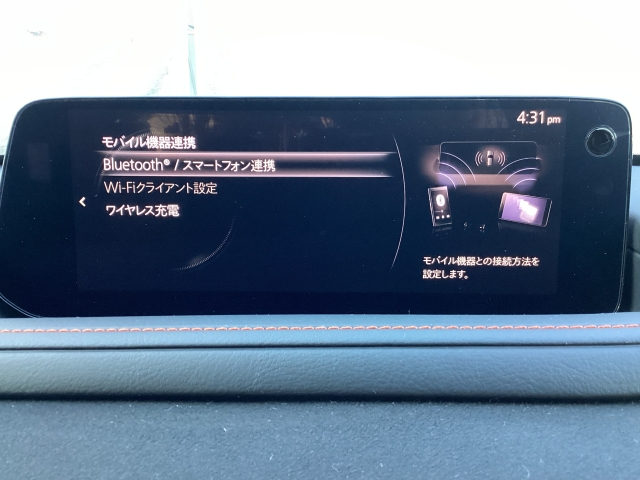 4:31pm
モバイル機器連携
Bluetooth® / スマートフォン連携
Wi-Fiクライアント設定
ワイヤレス充電
モバイル機器との接続方法を
設定します。